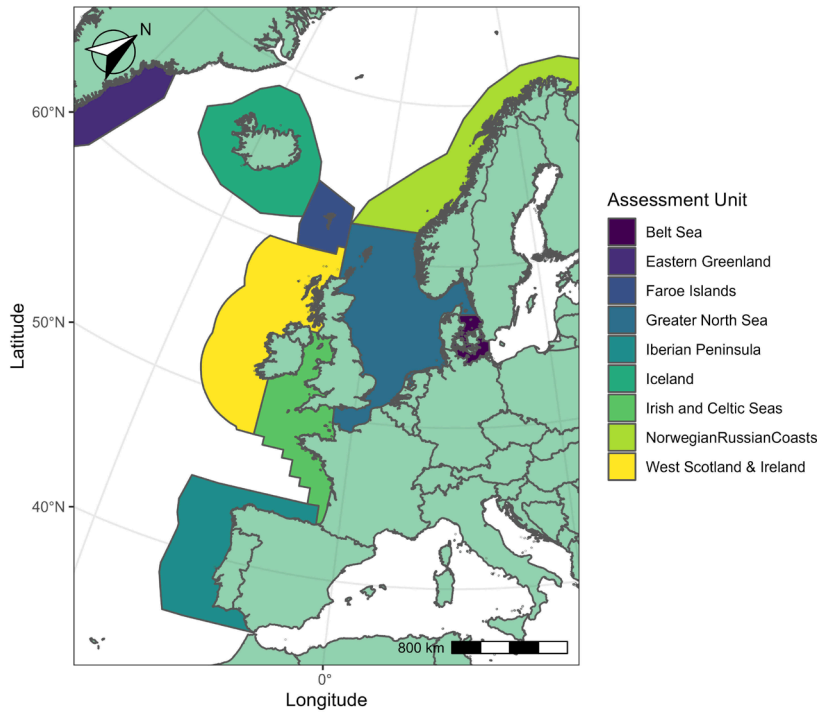 N
60°N
50°N
40°N
Latitude
800 km
0°
Longitude
Assessment Unit
Belt Sea
Eastern Greenland
Faroe Islands
Greater North Sea
Iberian Peninsula
Iceland
Irish and Celtic Seas
NorwegianRussianCoasts
West Scotland & Ireland